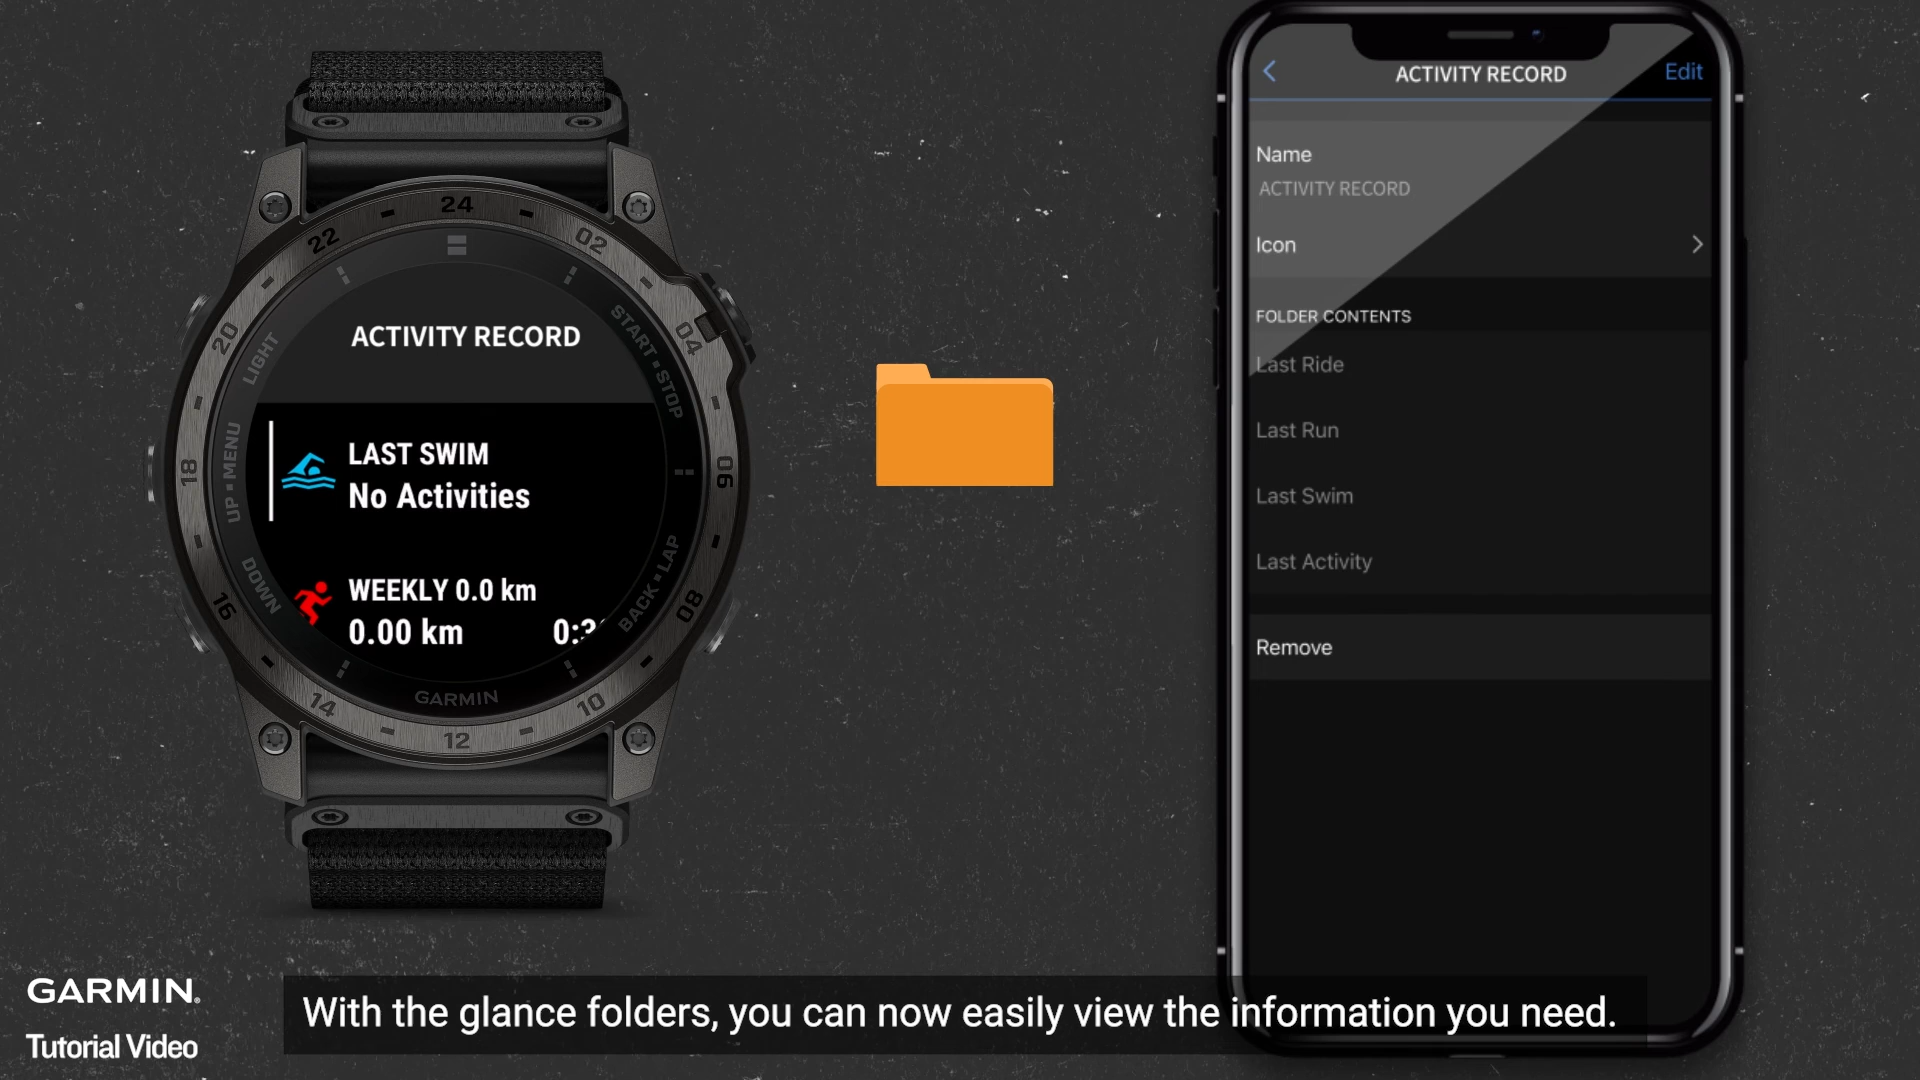 24
02
04
06
08
10
12
14
16
18
20
22
LIGHT
UP▪MENU
DOWN
START▪STOP
BACK▪LAP
GARMIN
ACTIVITY RECORD
LAST SWIM
No Activities
WEEKLY 0.0 km
0.00 km
ACTIVITY RECORD
Edit
Name
ACTIVITY RECORD
Icon
FOLDER CONTENTS
Last Ride
Last Run
Last Swim
Last Activity
Remove
GARMIN®
Tutorial Video
With the glance folders, you can now easily view the information you need.